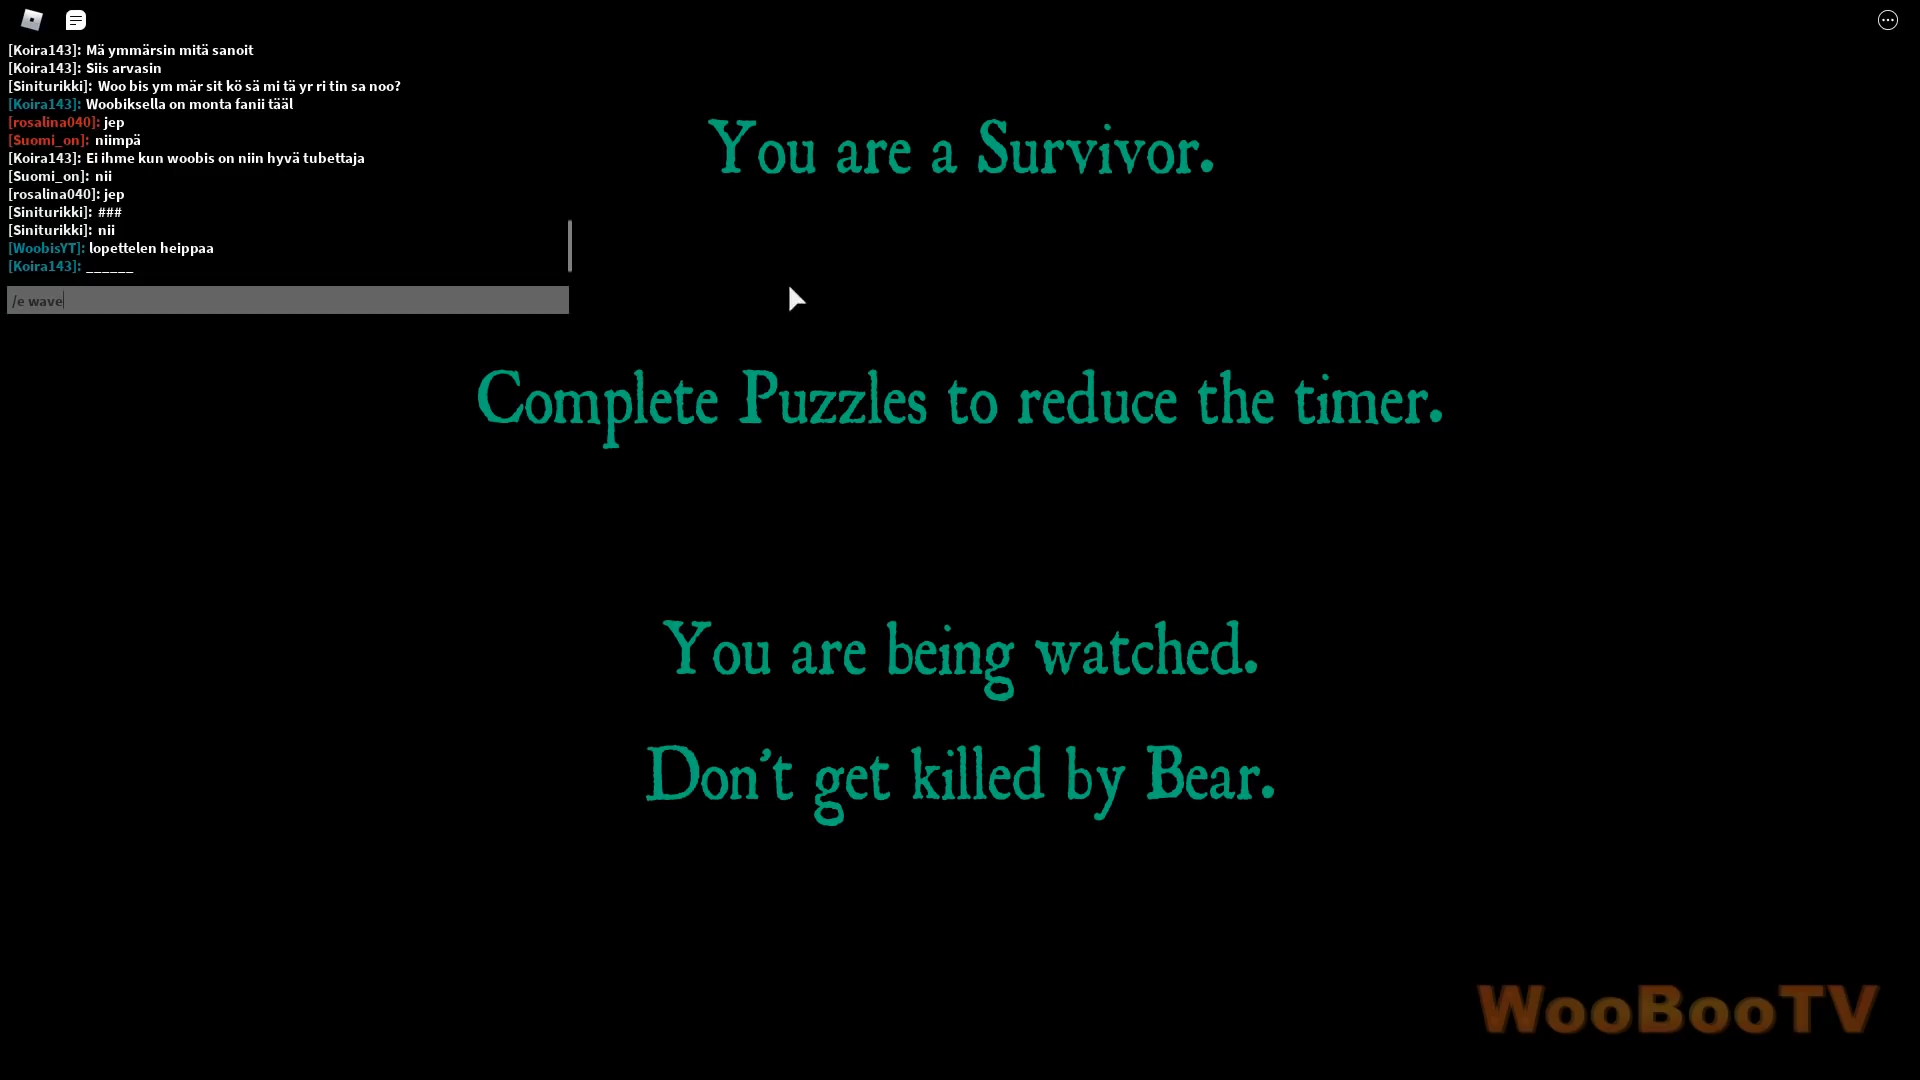 [Koira143]: Mä ymmärsin mitä sanoit
[Koira143]: Siis arvasin
[Siniturikki]: Woo bis ym mär sit kö sä mi tä yr ri tin sa noo?
[Koira143]: Woobiksella on monta fanii tääl
[rosalina040]: jep
[Suomi_on]: niimpä
[Koira143]: Ei ihme kun woobis on niin hyvä tubettaja
[Suomi_on]: nii
[rosalina040]: jep
[Siniturikki]: ###
[Siniturikki]: nii
[WoobisYT]: lopettelen heippaa
[Koira143]: ______
/e wave
You are a Survivor.
Complete Puzzles to reduce the timer.
You are being watched.
Don't get killed by Bear.
WooBooTV